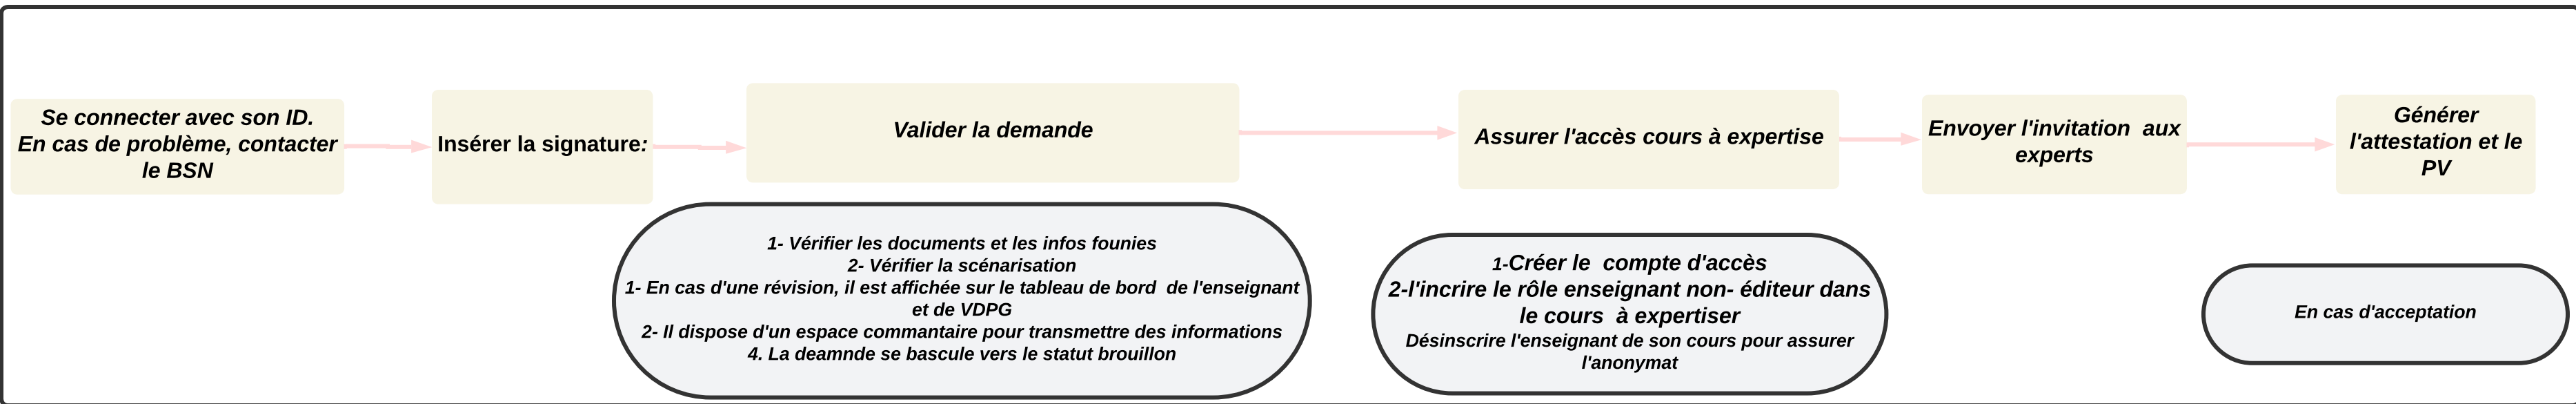 Se connecter avec son ID.
En cas de problème, contacter
le BSN
Insérer la signature:
Valider la demande
Assurer l'accès cours à expertise
Envoyer l'invitation  aux
experts
Générer
l'attestation et le
PV
1- Vérifier les documents et les infos founies
2- Vérifier la scénarisation
1- En cas d'une révision, il est affichée sur le tableau de bord  de l'enseignant
et de VDPG
2- Il dispose d'un espace commantaire pour transmettre des informations
4. La deamnde se bascule vers le statut brouillon
1-Créer le  compte d'accès
2-l'incrire le rôle enseignant non- éditeur dans
le cours  à expertiser
Désinscrire l'enseignant de son cours pour assurer
l'anonymat
En cas d'acceptation